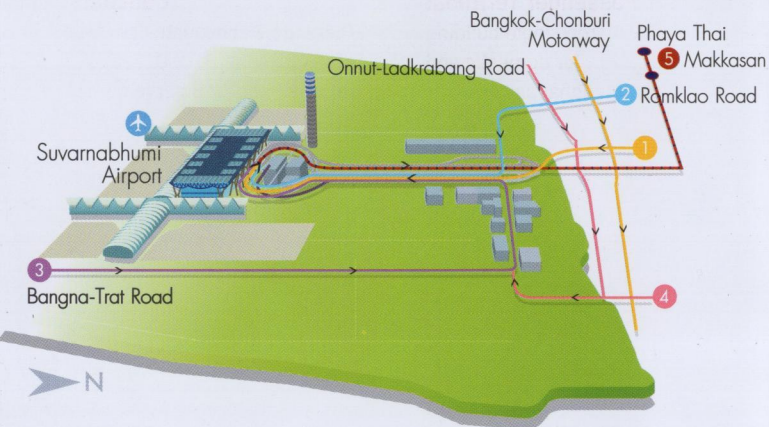 Bangkok-Chonburi
Motorway
Phaya Thai
5 Makkasan
Onnut-Ladkrabang Road
2 Romklao Road
1
Suvarnabhumi
Airport
3
Bangna-Trat Road
4
N